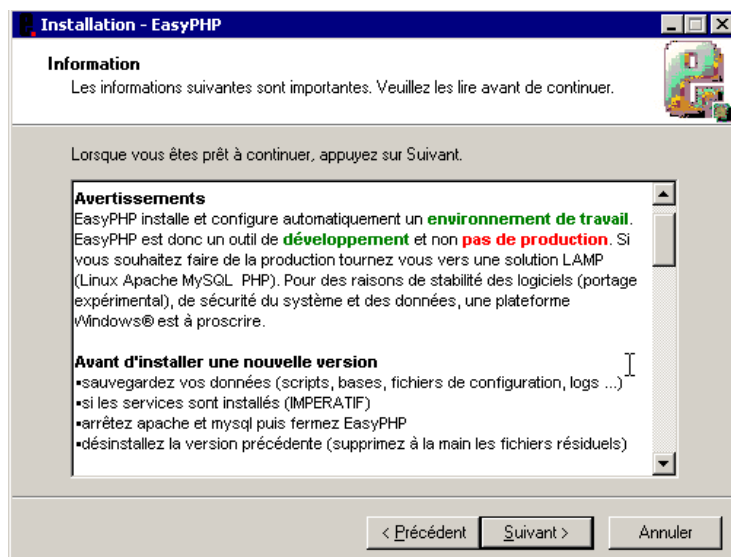 Installation - EasyPHP
Information
Les informations suivantes sont importantes. Veuillez les lire avant de continuer.
Lorsque vous êtes prêt à continuer, appuyez sur Suivant.
Avertissements
EasyPHP installe et configure automatiquement un environnement de travail.
EasyPHP est donc un outil de développement et non pas de production. Si
vous souhaitez faire de la production tournez vous vers une solution LAMP
(Linux Apache MySQL PHP). Pour des raisons de stabilité des logiciels (portage
expérimental), de sécurité du système et des données, une plateforme
Windows® est à proscrire.
Avant d'installer une nouvelle version
▪sauvegardez vos données (scripts, bases, fichiers de configuration, logs ...)
▪si les services sont installés (IMPERATIF)
▪arrêtez apache et mysql puis fermez EasyPHP
▪désinstallez la version précédente (supprimez à la main les fichiers résiduels)
< Précédent Suivant > Annuler